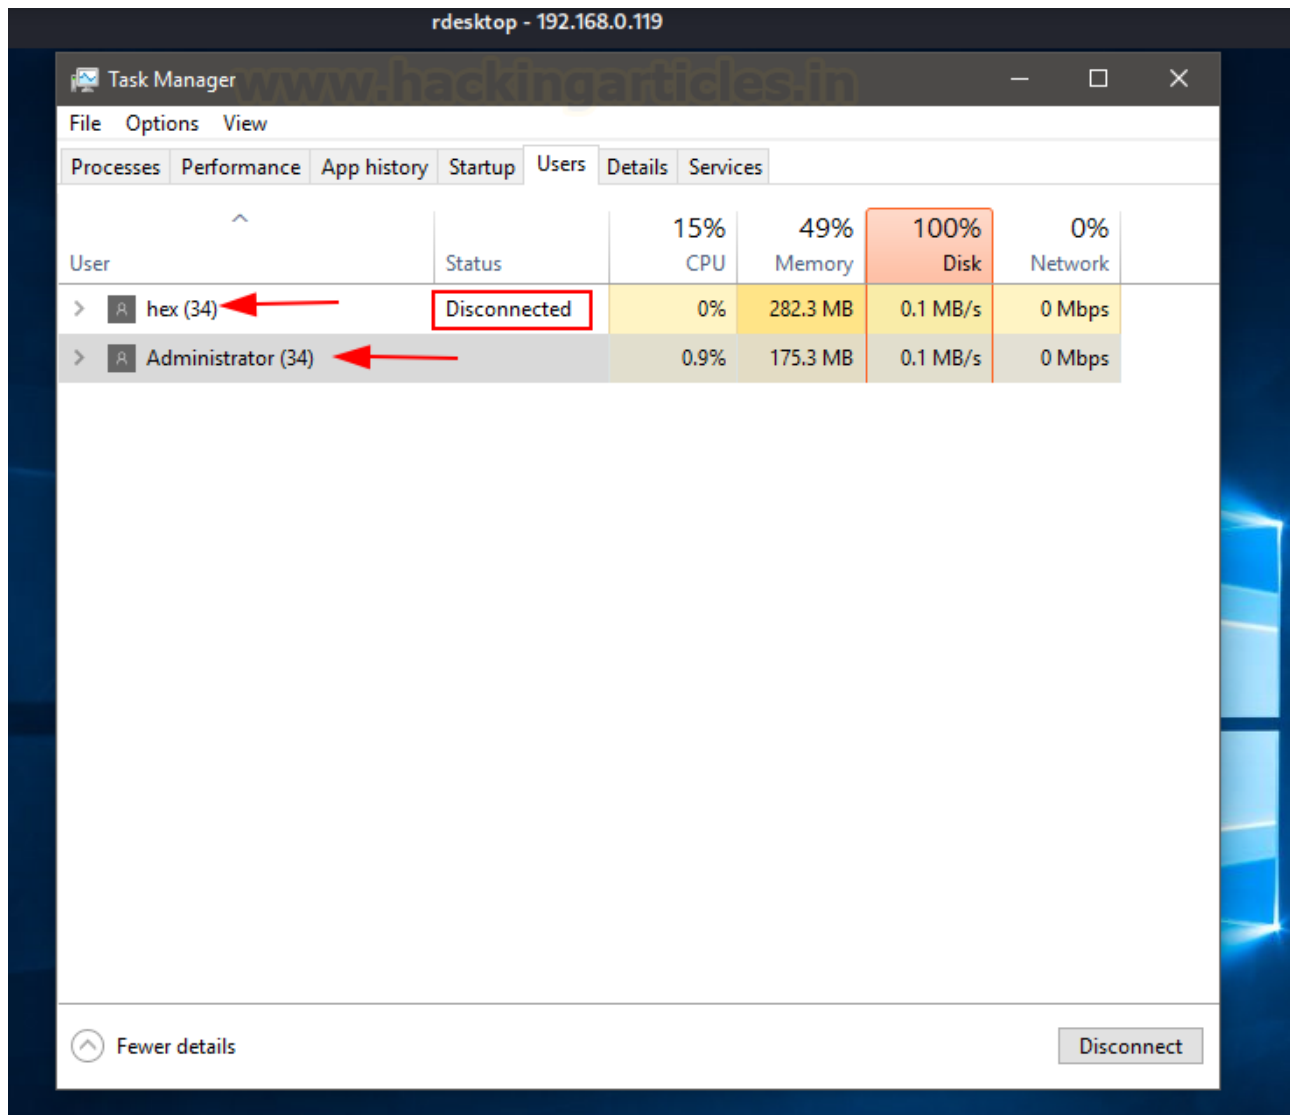 rdesktop - 192.168.0.119
Task Manager
www.hackingarticles.in
File Options View
Processes Performance App history Startup Users Details Services
15% 49% 100% 0%
User Status CPU Memory Disk Network
hex (34) Disconnected 0% 282.3 MB 0.1 MB/s 0 Mbps
Administrator (34) 0.9% 175.3 MB 0.1 MB/s 0 Mbps
Fewer details Disconnect